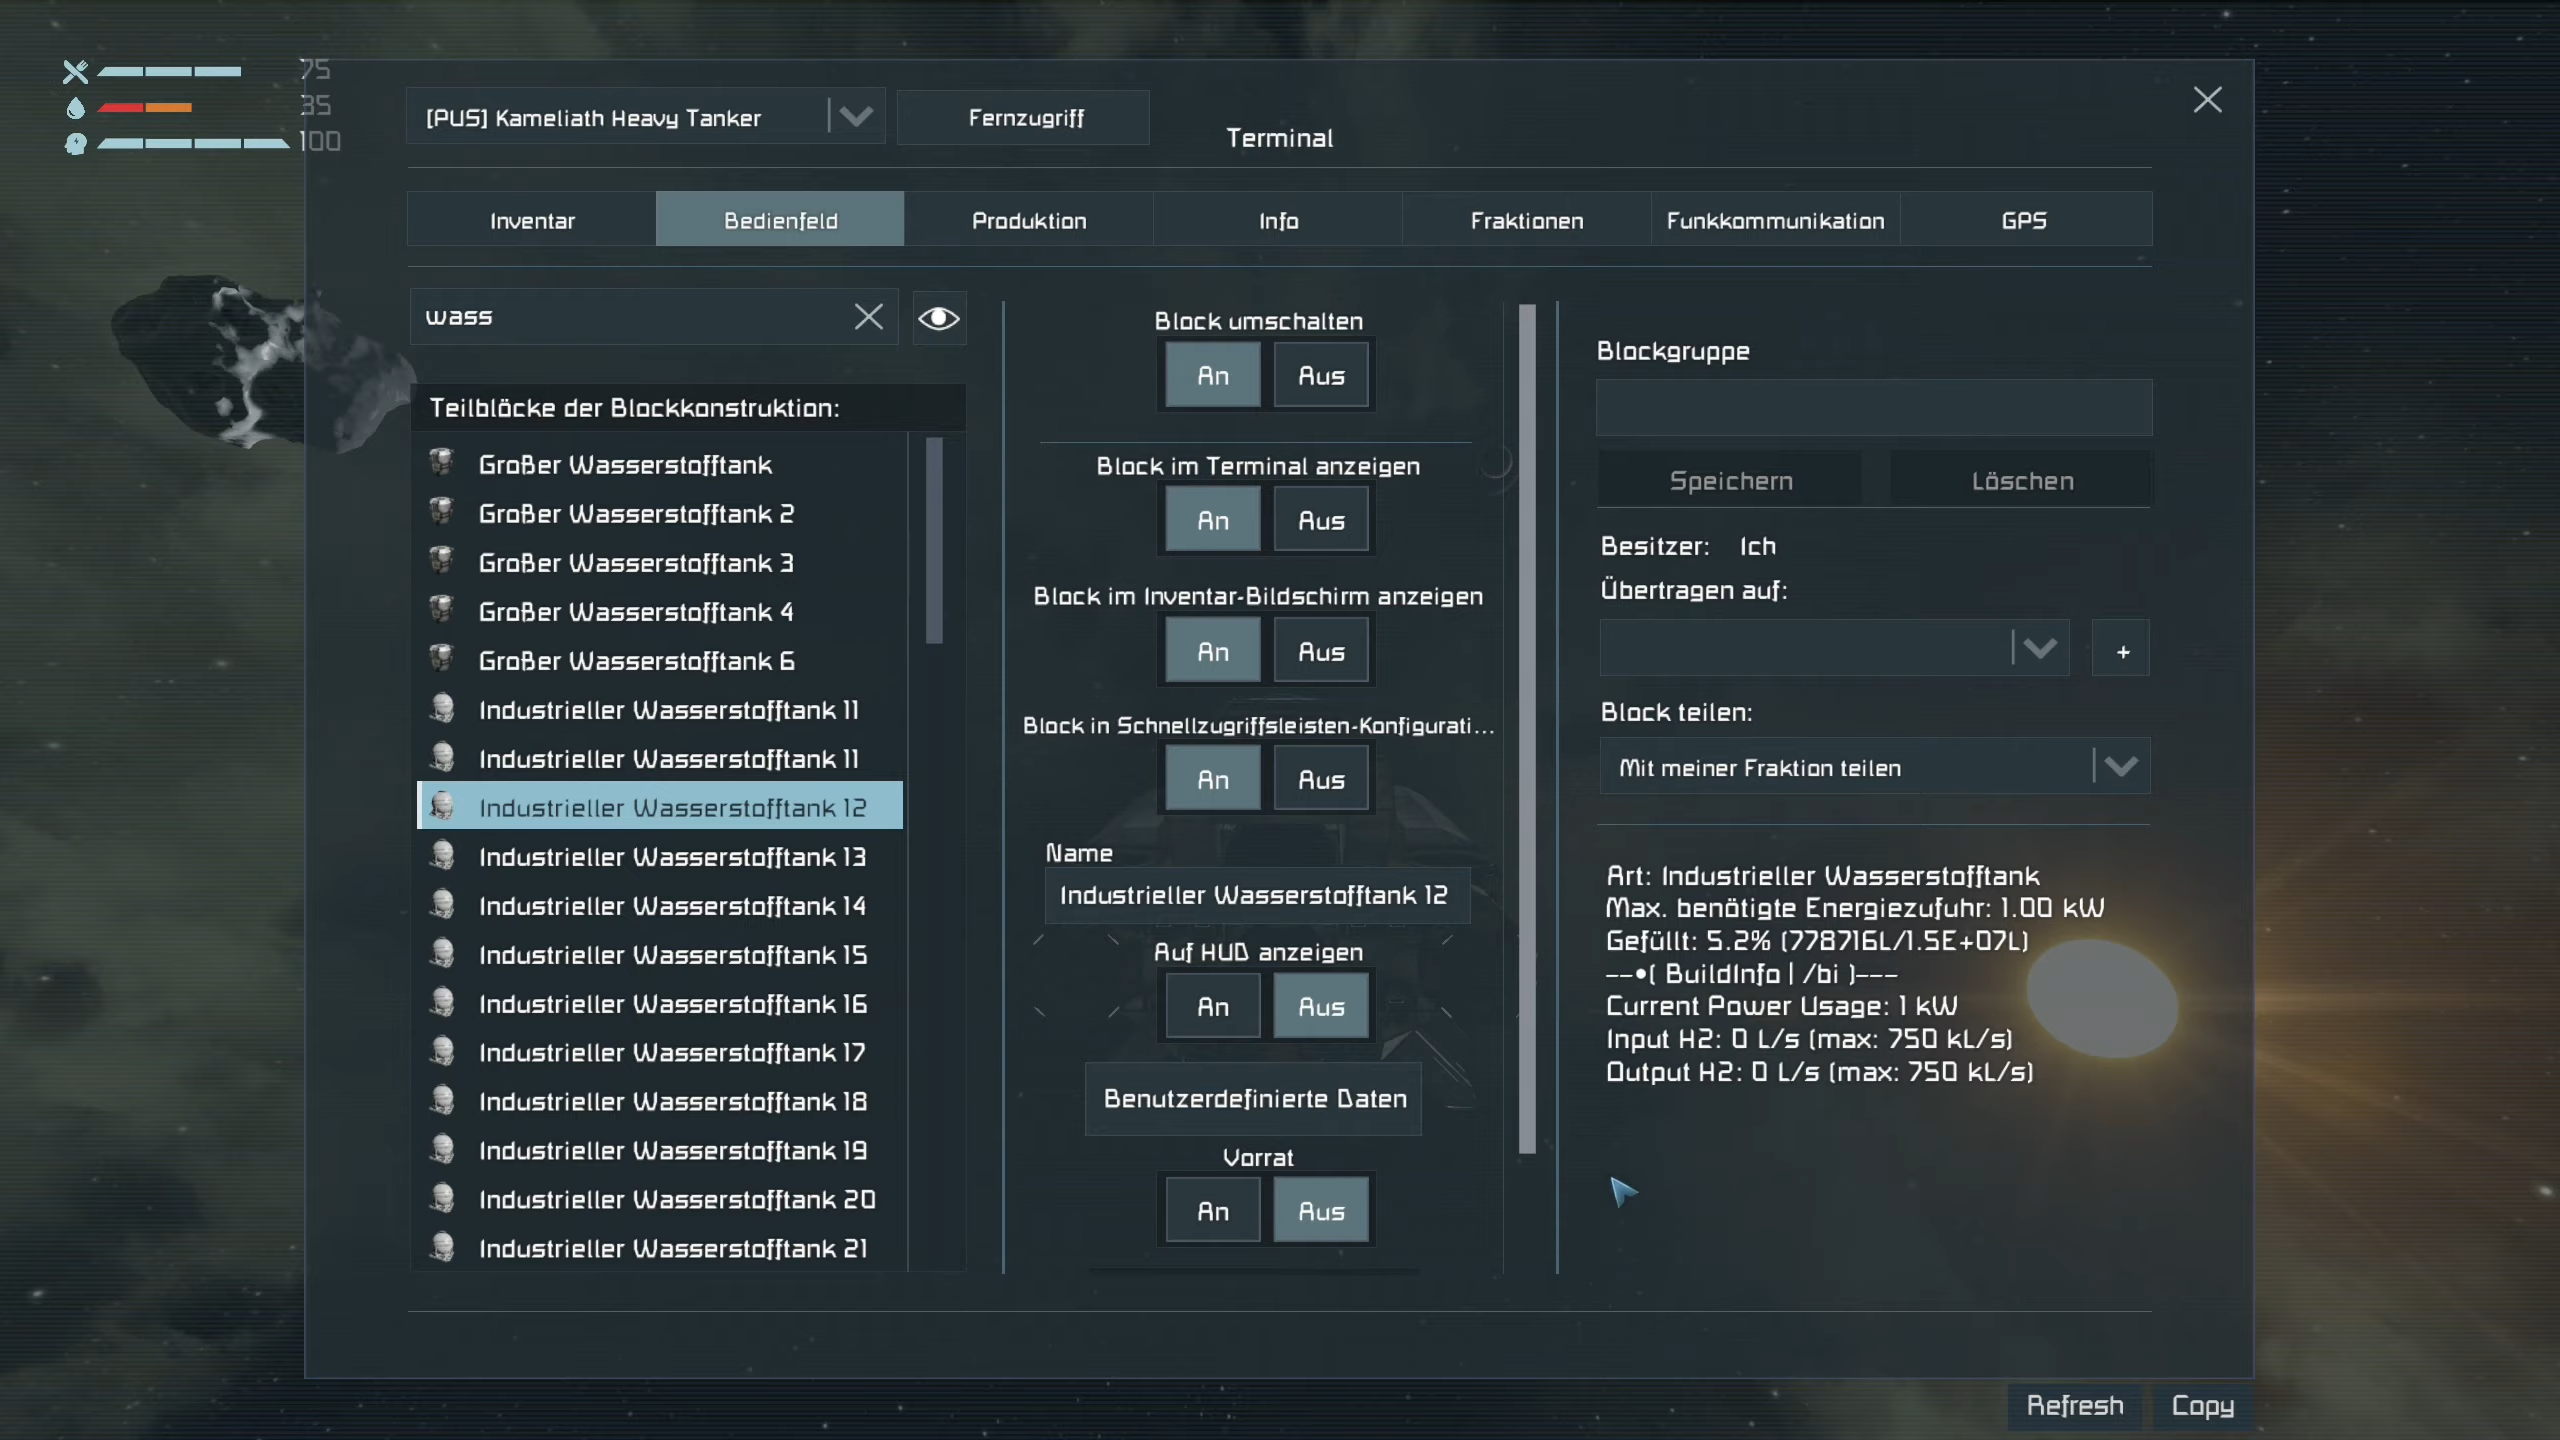 75
35
100
[PUS] Kameliath Heavy Tanker
Fernzugriff
Terminal
Inventar
Bedienfeld
Produktion
Info
Fraktionen
Funkkommunikation
GPS
wass
Teilblöcke der Blockkonstruktion:
Großer Wasserstofftank
Großer Wasserstofftank 2
Großer Wasserstofftank 3
Großer Wasserstofftank 4
Großer Wasserstofftank 6
Industrieller Wasserstofftank 11
Industrieller Wasserstofftank 11
Industrieller Wasserstofftank 12
Industrieller Wasserstofftank 13
Industrieller Wasserstofftank 14
Industrieller Wasserstofftank 15
Industrieller Wasserstofftank 16
Industrieller Wasserstofftank 17
Industrieller Wasserstofftank 18
Industrieller Wasserstofftank 19
Industrieller Wasserstofftank 20
Industrieller Wasserstofftank 21
Block umschalten
An Aus
Block im Terminal anzeigen
An Aus
Block im Inventar-Bildschirm anzeigen
An Aus
Block in Schnellzugriffsleisten-Konfigurati...
An Aus
Name
Industrieller Wasserstofftank 12
Auf HUD anzeigen
An Aus
Benutzerdefinierte Daten
Vorrat
An Aus
Blockgruppe
Speichern
Löschen
Besitzer: Ich
Übertragen auf:
+
Block teilen:
Mit meiner Fraktion teilen
Art: Industrieller Wasserstofftank
Max. benötigte Energiezufuhr: 1.00 kW
Gefüllt: 5.2% (778716L/1.5E+07L)
--•( BuildInfo | /bi )---
Current Power Usage: 1 kW
Input H2: 0 L/s (max: 750 kL/s)
Output H2: 0 L/s (max: 750 kL/s)
Refresh
Copy